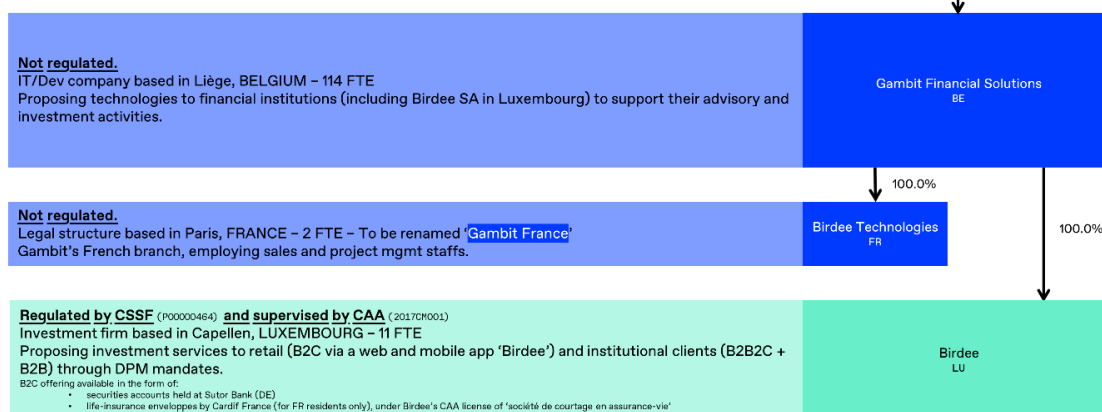 Not regulated.
IT/Dev company based in Liège, BELGIUM – 114 FTE
Proposing technologies to financial institutions (including Birdee SA in Luxembourg) to support their advisory and
investment activities.
Gambit Financial Solutions
BE
100.0%
Not regulated.
Legal structure based in Paris, FRANCE – 2 FTE – To be renamed ‘Gambit France’
Gambit’s French branch, employing sales and project mgmt staffs.
Birdee Technologies
FR
100.0%
Regulated by CSSF (P00000464) and supervised by CAA (2017CM001)
Investment firm based in Capellen, LUXEMBOURG – 11 FTE
Proposing investment services to retail (B2C via a web and mobile app ‘Birdee’) and institutional clients (B2B2C +
B2B) through DPM mandates.
B2C offering available in the form of:
• securities accounts held at Sutor Bank (DE)
• life-insurance enveloppes by Cardif France (for FR residents only), under Birdee’s CAA license of ‘société de courtage en assurance-vie’
Birdee
LU